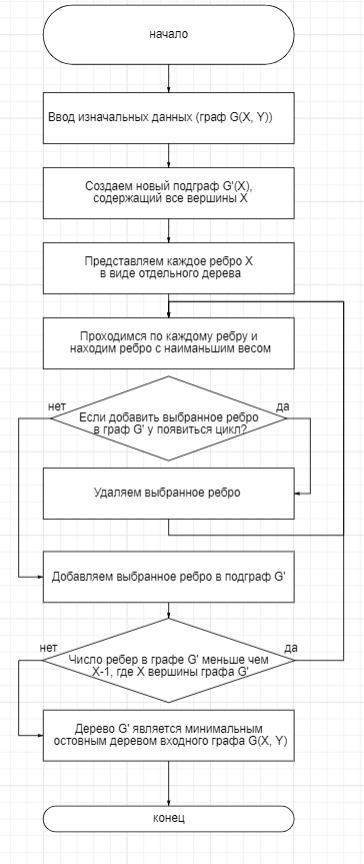 начало
Ввод изначальных данных (граф G(X, Y))
Создаем новый подграф G'(X),
содержащий все вершины X
Представляем каждое ребро X
в виде отдельного дерева
Проходимся по каждому ребру и
находим ребро с наиманьшим весом
нет
да
Если добавить выбранное ребро
в граф G' у появиться цикл?
Удаляем выбранное ребро
Добавляем выбранное ребро в подграф G'
нет
да
Число ребер в графе G' меньше чем
X-1, где X вершины графа G'
Дерево G' является минимальным
остовным деревом входного графа G(X, Y)
конец